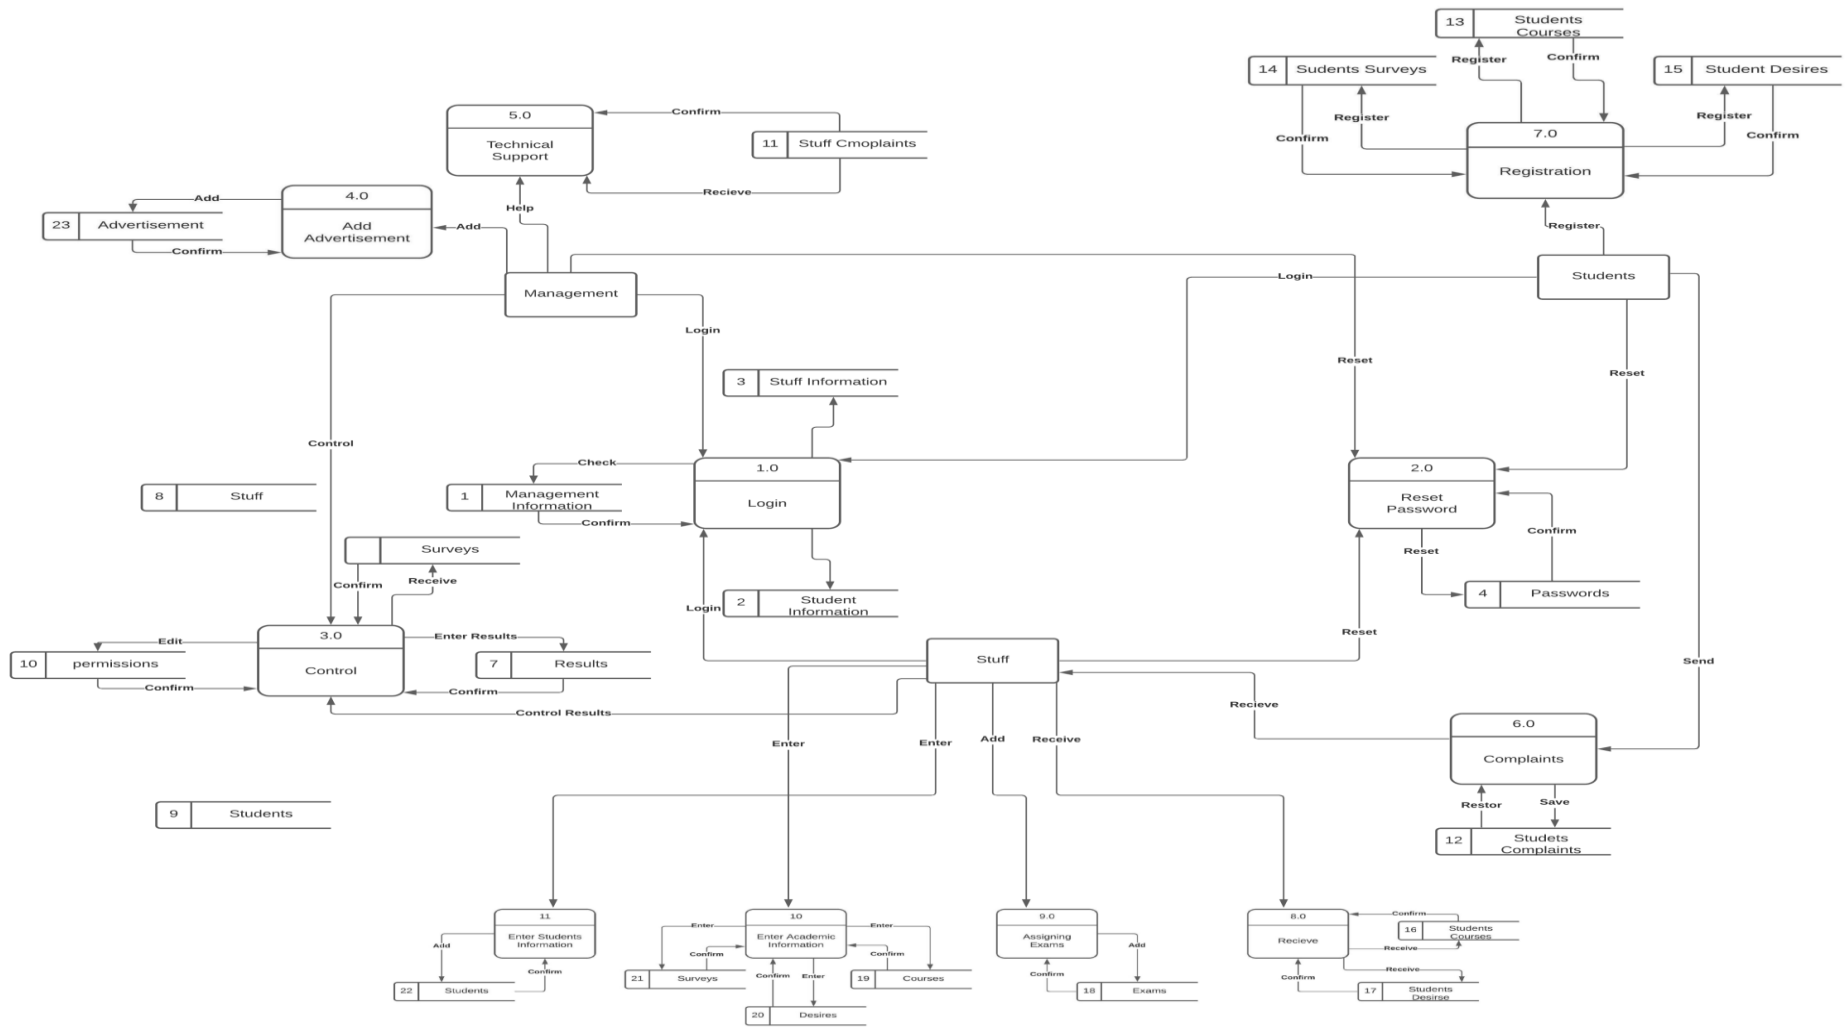 13
Students
Courses
14
Sudents Surveys
Register
Confirm
15
Student Desires
Register
Confirm
Register
Confirm
7.0
Registration
Register
Students
5.0
Technical
Support
Confirm
11
Stuff Cmoplaints
Recieve
Help
4.0
Add
Advertisement
Add
23
Advertisement
Confirm
Add
Management
Login
Login
Reset
Reset
Control
3
Stuff Information
1.0
Login
Check
1
Management
Information
Confirm
2.0
Reset
Password
Confirm
Reset
4
Passwords
8
Stuff
Surveys
Confirm
Receive
2
Student
Information
Login
3.0
Control
Edit
10
permissions
Confirm
Enter Results
7
Results
Confirm
Control Results
Stuff
Reset
Send
Recieve
6.0
Complaints
Restor
Save
12
Studets
Complaints
Enter
Enter
Add
Receive
9
Students
11
Enter Students
Information
Add
Confirm
22
Students
10
Enter Academic
Information
Enter
Confirm
21
Surveys
Confirm
Enter
20
Desires
Enter
Confirm
19
Courses
9.0
Assigning
Exams
Add
Confirm
18
Exams
8.0
Recieve
Confirm
16
Students
Courses
Receive
Receive
Confirm
17
Students
Desirse